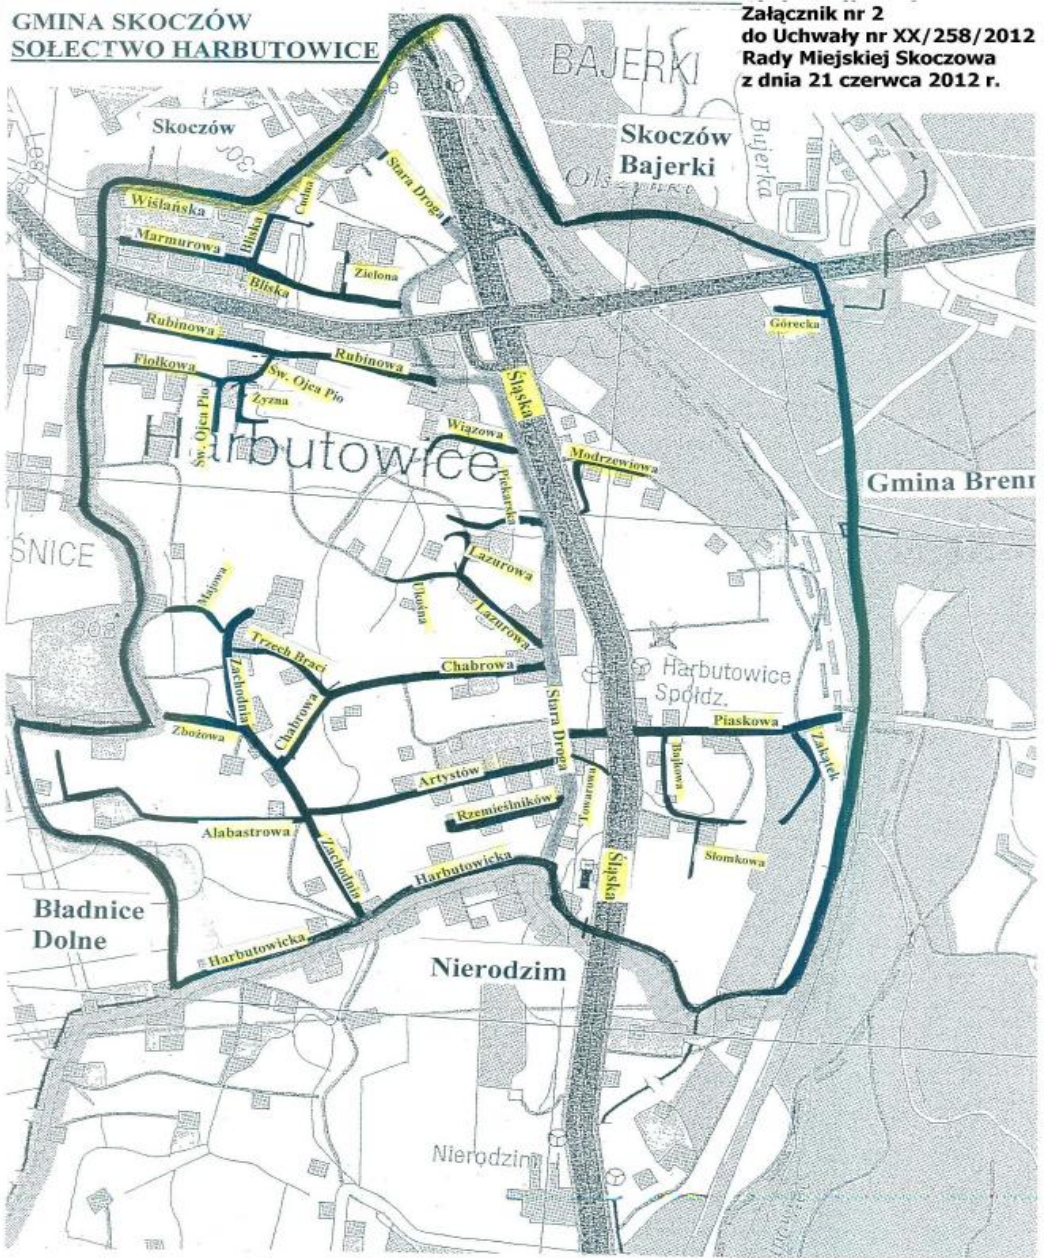 GMINA SKOCZÓW
SOŁECTWO HARBUTOWICE
Załącznik nr 2
do Uchwały nr XX/258/2012
Rady Miejskiej Skoczowa
z dnia 21 czerwca 2012 r.
BAJERKI
Skoczów
Skoczów
Bajerki
Bajerka
Stara Droga
Cudna
Wiślańska
Bliska
Marmurowa
Zielona
Bliska
Górecka
Rubinowa
Rubinowa
Fiołkowa
Św. Ojca Pio
Śląska
Żyzna
Św. Ojca Pio
Harbutowice
Wiązowa
Modrzewiowa
Piekarska
Gmina Brenn
ŚNICE
Lazurowa
Majowa
Ukośna
Lazurowa
Trzech Braci
Chabrowa
Harbutowice
Spółdz.
Zachodnia
Chabrowa
Stara Droga
Zbożowa
Piaskowa
Zakątek
Bajkowa
Artystów
Towarowa
Rzemieślników
Alabastrowa
Zachodnia
Słomkowa
Śląska
Harbutowicka
Bładnice
Dolne
Harbutowicka
Nierodzim
Nierodzim